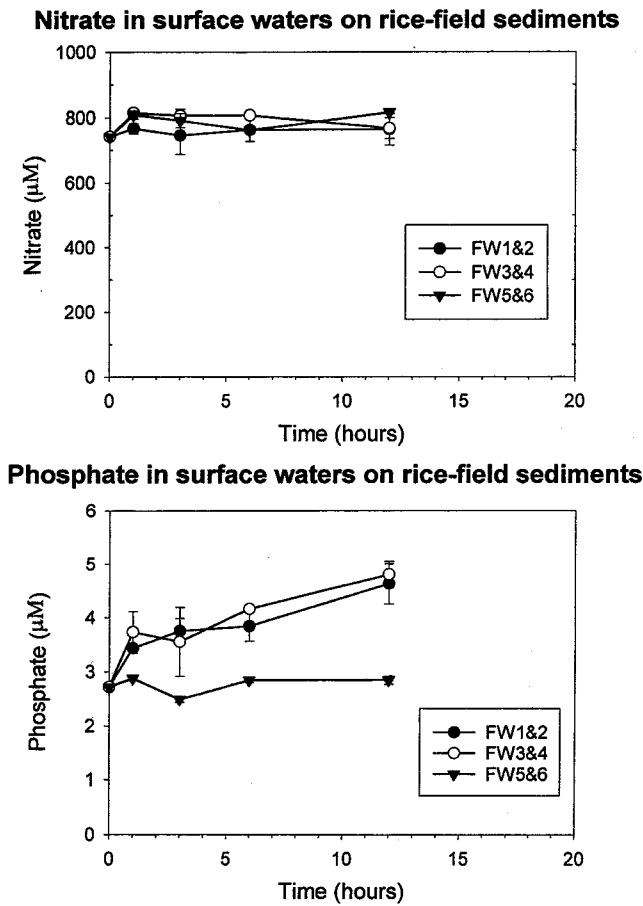 Nitrate in surface waters on rice-field sediments
1000
800
600
400
200
0
Nitrate (µM)
FW1&2
FW3&4
FW5&6
0 5 10 15 20
Time (hours)
Phosphate in surface waters on rice-field sediments
6
5
4
3
2
1
0
Phosphate (µM)
FW1&2
FW3&4
FW5&6
0 5 10 15 20
Time (hours)